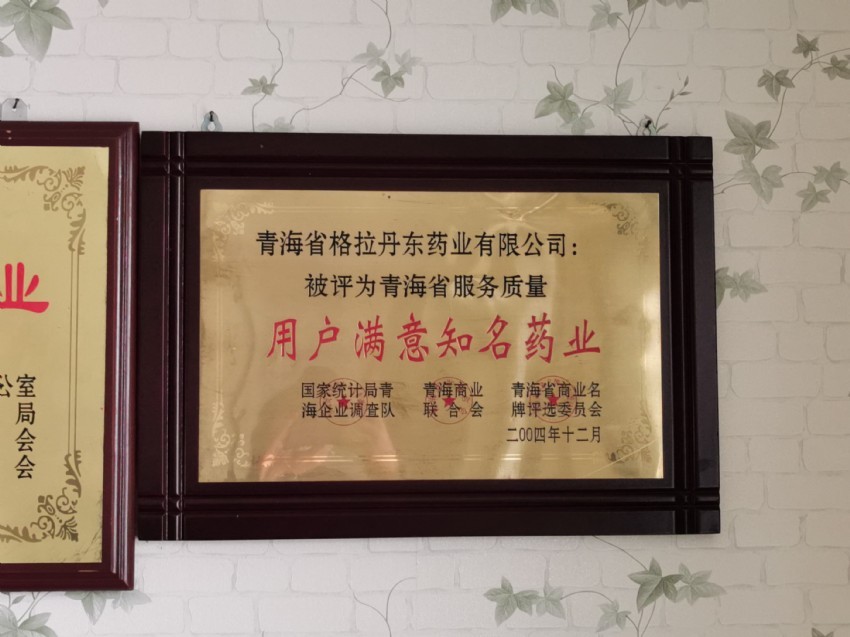 业
公室
局
会
会
青海省格拉丹东药业有限公司：
被评为青海省服务质量
用户满意知名药业
国家统计局青
海企业调查队
青海商业
联合会
青海省商业名
牌评选委员会
二00四年十二月